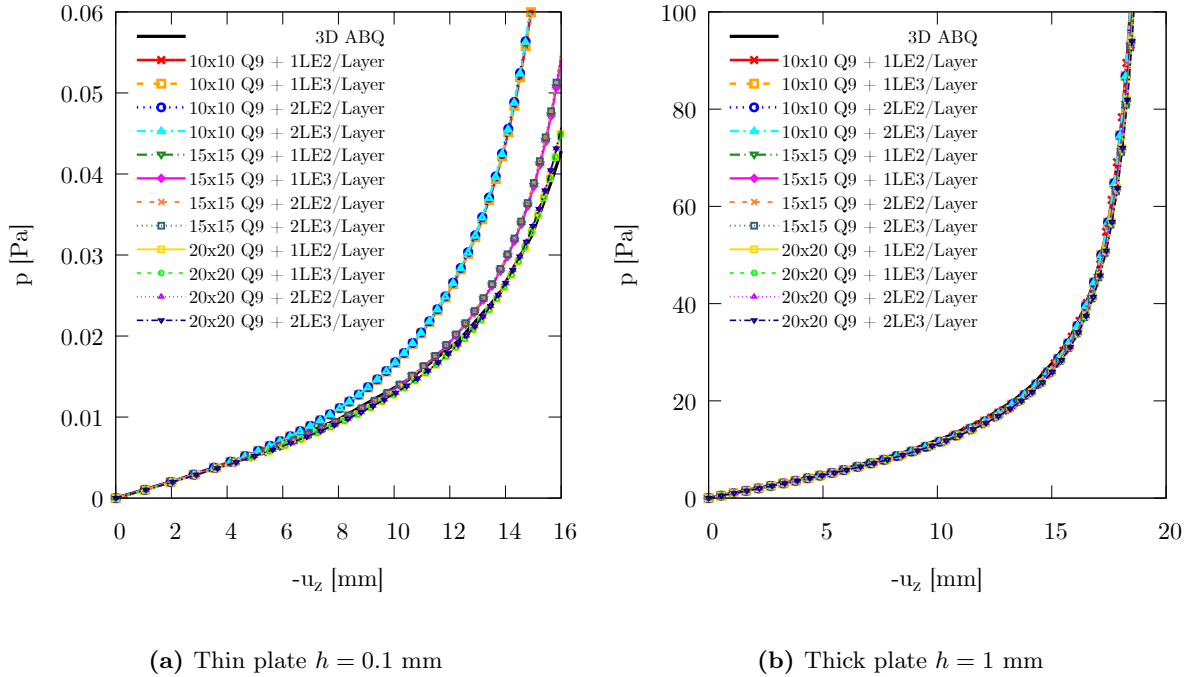 0.06
0.05
0.04
0.03
0.02
0.01
0
p [Pa]
3D ABQ
10x10 Q9 + 1LE2/Layer
10x10 Q9 + 1LE3/Layer
10x10 Q9 + 2LE2/Layer
10x10 Q9 + 2LE3/Layer
15x15 Q9 + 1LE2/Layer
15x15 Q9 + 1LE3/Layer
15x15 Q9 + 2LE2/Layer
15x15 Q9 + 2LE3/Layer
20x20 Q9 + 1LE2/Layer
20x20 Q9 + 1LE3/Layer
20x20 Q9 + 2LE2/Layer
20x20 Q9 + 2LE3/Layer
0 2 4 6 8 10 12 14 16
-u_z [mm]
(a) Thin plate h = 0.1 mm
100
80
60
40
20
0
p [Pa]
3D ABQ
10x10 Q9 + 1LE2/Layer
10x10 Q9 + 1LE3/Layer
10x10 Q9 + 2LE2/Layer
10x10 Q9 + 2LE3/Layer
15x15 Q9 + 1LE2/Layer
15x15 Q9 + 1LE3/Layer
15x15 Q9 + 2LE2/Layer
15x15 Q9 + 2LE3/Layer
20x20 Q9 + 1LE2/Layer
20x20 Q9 + 1LE3/Layer
20x20 Q9 + 2LE2/Layer
20x20 Q9 + 2LE3/Layer
0 5 10 15 20
-u_z [mm]
(b) Thick plate h = 1 mm